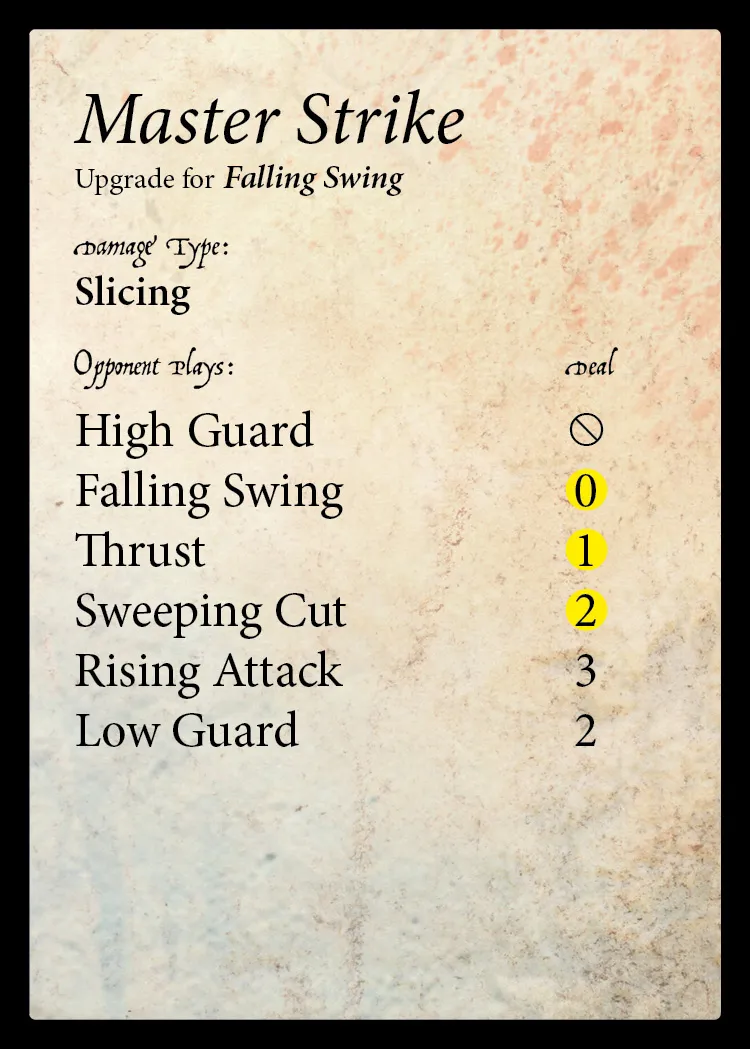 Master Strike
Upgrade for Falling Swing
Damage Type:
Slicing
Opponent Plays: Deal
High Guard 🛇
Falling Swing 0
Thrust 1
Sweeping Cut 2
Rising Attack 3
Low Guard 2